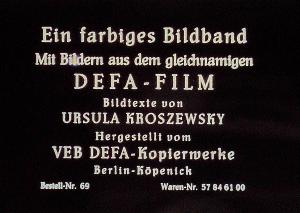 Ein farbiges Bildband
Mit Bildern aus dem gleichnamigen
DEFA-FILM
Bildtexte von
URSULA KROSZEWSKY
Hergestellt vom
VEB DEFA-Kopierwerke
Berlin-Köpenick
Bestell-Nr. 69 Waren-Nr. 57 84 61 00